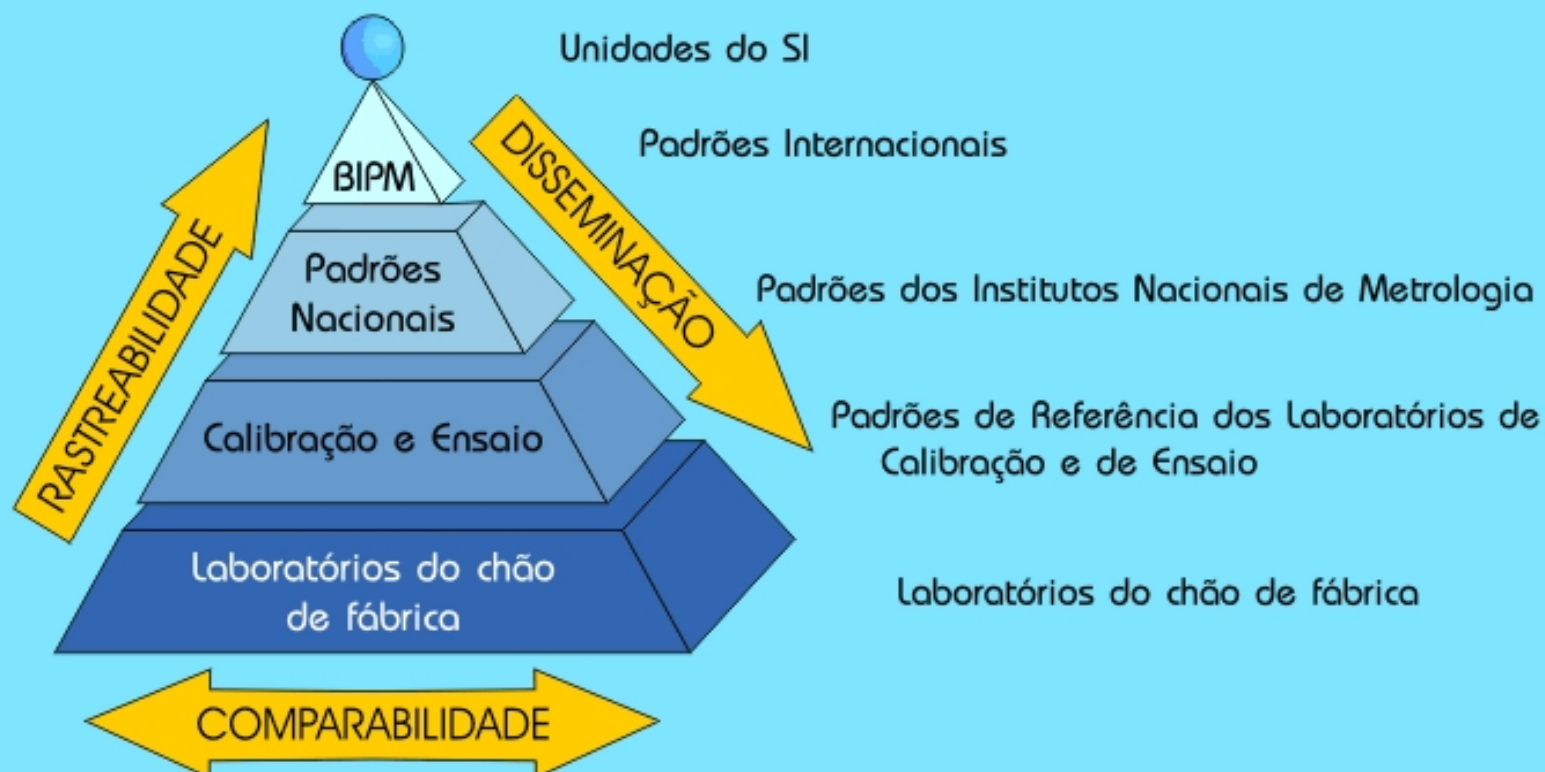 Unidades do SI
Padrões Internacionais
BIPM
DISSEMINAÇÃO
RASTREABILIDADE
Padrões
Nacionais
Padrões dos Institutos Nacionais de Metrologia
Calibração e Ensaio
Padrões de Referência dos Laboratórios de
Calibração e de Ensaio
Laboratórios do chão
de fábrica
Laboratórios do chão de fábrica
COMPARABILIDADE